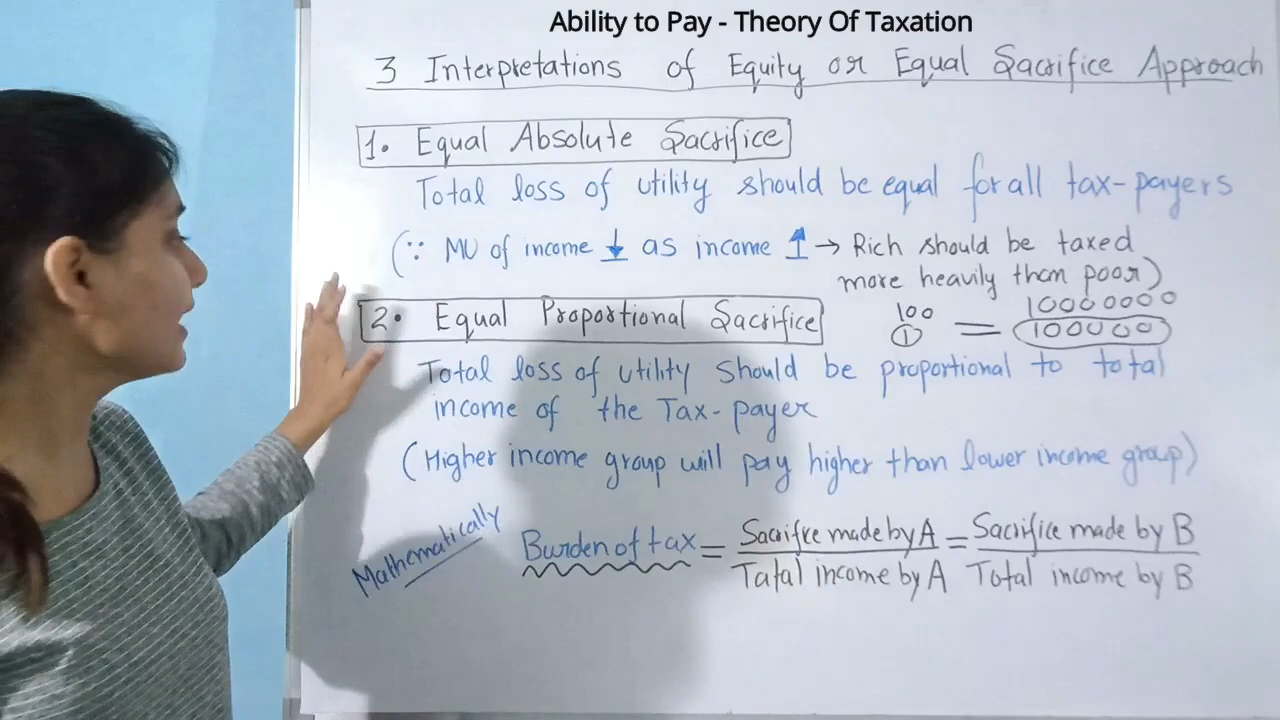 Ability to Pay - Theory Of Taxation
3 Interpretations of Equity or Equal Sacrifice Approach
1. Equal Absolute Sacrifice
Total loss of utility should be equal for all tax-payers
(∵ MU of income ↓ as income ↑ → Rich should be taxed
more heavily than poor)
2. Equal Proportional Sacrifice
100 10000000
1 = 100000
Total loss of utility should be proportional to total
income of the Tax-payer
(Higher income group will pay higher than lower income group)
Mathematically
Burden of tax = Sacrifre made by A = Sacrifice made by B
Tatal income by A Total income by B